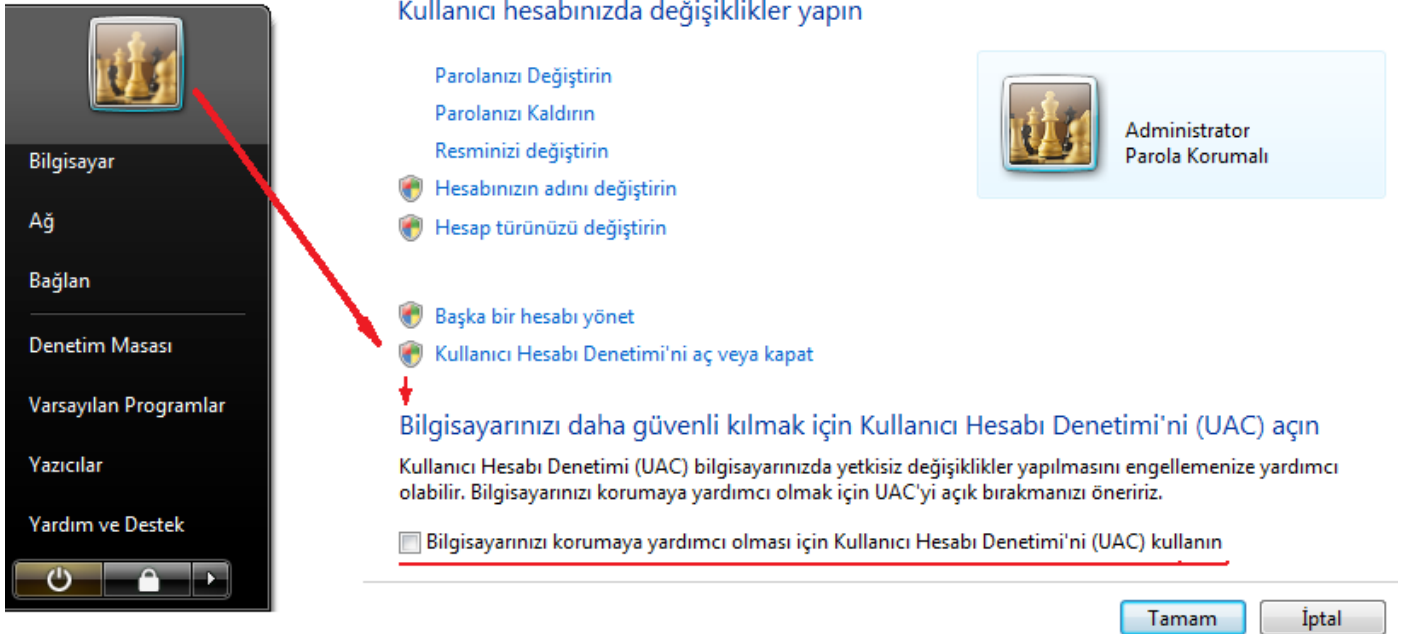 Bilgisayar
Ağ
Bağlan
Denetim Masası
Varsayılan Programlar
Yazıcılar
Yardım ve Destek
Kullanıcı hesabınızda değişiklikler yapın
Parolanızı Değiştirin
Parolanızı Kaldırın
Resminizi değiştirin
Hesabınızın adını değiştirin
Hesap türünüzü değiştirin
Administrator
Parola Korumalı
Başka bir hesabı yönet
Kullanıcı Hesabı Denetimi'ni aç veya kapat
Bilgisayarınızı daha güvenli kılmak için Kullanıcı Hesabı Denetimi'ni (UAC) açın
Kullanıcı Hesabı Denetimi (UAC) bilgisayarınızda yetkisiz değişiklikler yapılmasını engellemenize yardımcı
olabilir. Bilgisayarınızı korumaya yardımcı olmak için UAC'yi açık bırakmanızı öneririz.
Bilgisayarınızı korumaya yardımcı olması için Kullanıcı Hesabı Denetimi'ni (UAC) kullanın
Tamam
İptal